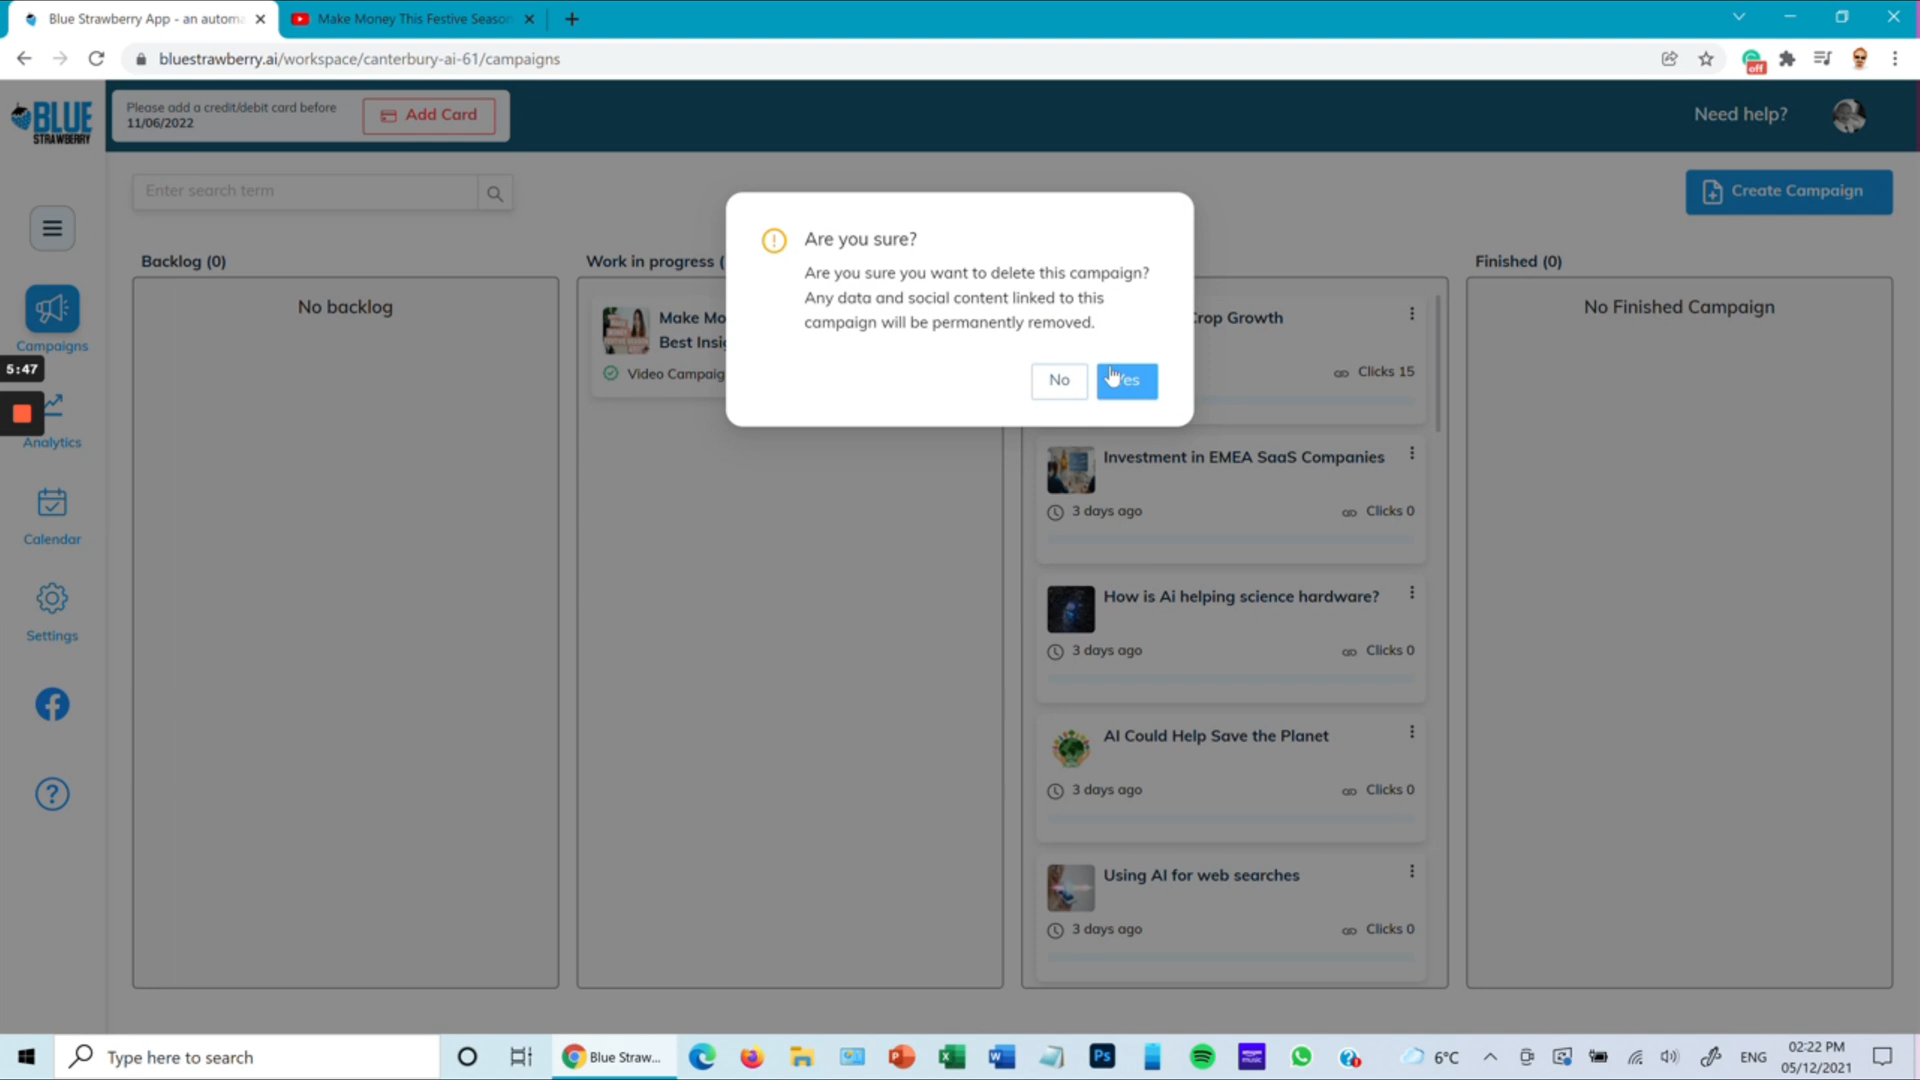 Blue Strawberry App - an automa
Make Money This Festive Season
bluestrawberry.ai/workspace/canterbury-ai-61/campaigns
off
BLUE
STRAWBERRY
Please add a credit/debit card before
11/06/2022
Add Card
Need help?
Enter search term
Create Campaign
Are you sure?
Are you sure you want to delete this campaign?
Any data and social content linked to this
campaign will be permanently removed.
No
Yes
Backlog (0)
No backlog
Work in progress (
Make Mo
Best Insig
Video Campaig
Crop Growth
Clicks 15
Investment in EMEA SaaS Companies
3 days ago
Clicks 0
How is Ai helping science hardware?
3 days ago
Clicks 0
AI Could Help Save the Planet
3 days ago
Clicks 0
Using AI for web searches
3 days ago
Clicks 0
Finished (0)
No Finished Campaign
Campaigns
5:47
Analytics
Calendar
Settings
Type here to search
Blue Straw...
Ps
6°C
ENG
02:22 PM
05/12/2021